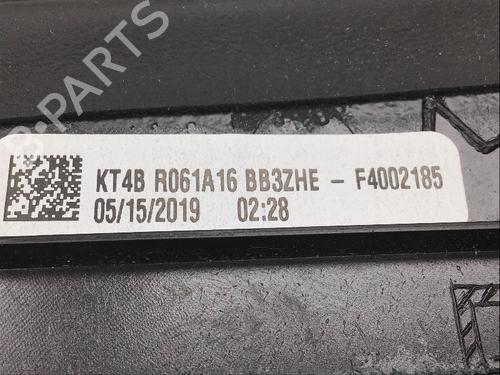 B-PARTS
KT4B R061A16 BB3ZHE - F4002185
05/15/2019 02:28